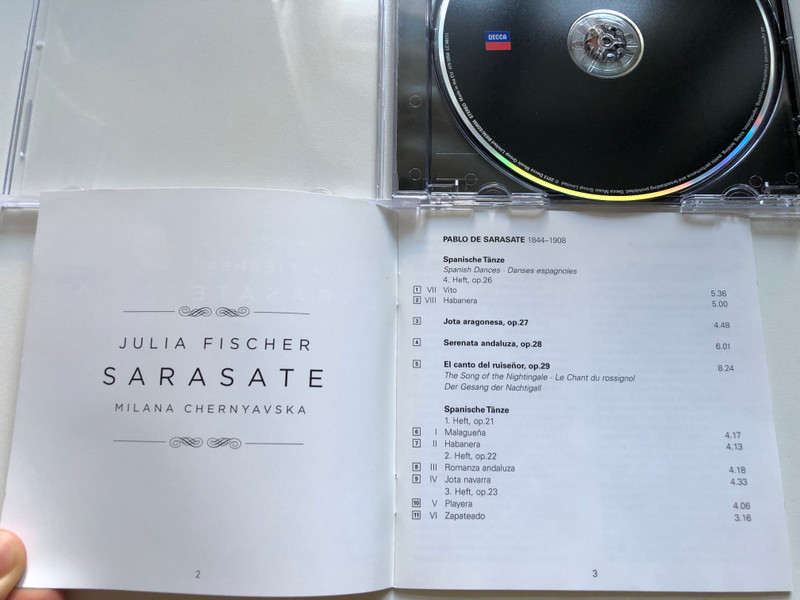 DECCA
JULIA FISCHER
SARASATE
MILANA CHERNYAVSKA
2
PABLO DE SARASATE 1844–1908
Spanische Tänze
Spanish Dances · Danses espagnoles
4. Heft, op.26
1 VII Vito 5.36
2 VIII Habanera 5.00
3 Jota aragonesa, op.27 4.48
4 Serenata andaluza, op.28 6.01
5 El canto del ruiseñor, op.29 8.24
The Song of the Nightingale · Le Chant du rossignol
Der Gesang der Nachtigall
Spanische Tänze
1. Heft, op.21
6 I Malagueña 4.17
7 II Habanera 4.13
2. Heft, op.22
8 III Romanza andaluza 4.18
9 IV Jota navarra 4.33
3. Heft, op.23
10 V Playera 4.06
11 VI Zapateado 3.16
3